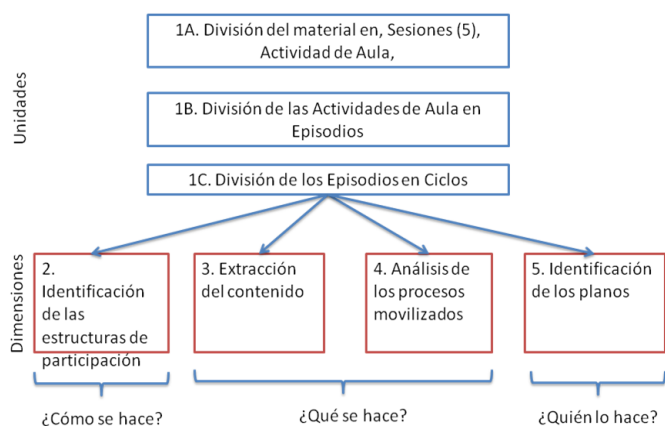 Unidades
1A. División del material en, Sesiones (5),
Actividad de Aula,
1B. División de las Actividades de Aula en
Episodios
1C. División de los Episodios en Ciclos
Dimensiones
2.
Identificación
de las
estructuras de
participación
3. Extracción
del contenido
4. Análisis de
los procesos
movilizados
5. Identificación
de los planos
¿Cómo se hace?
¿Qué se hace?
¿Quién lo hace?